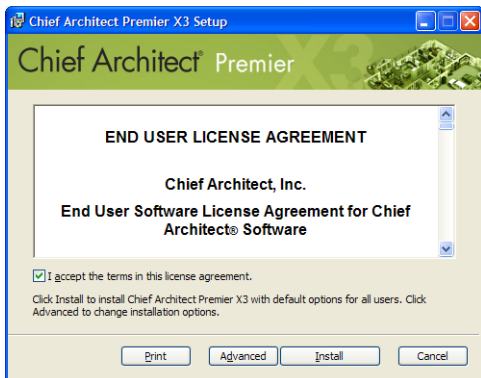 Chief Architect Premier X3 Setup
Chief Architect® Premier
X3
END USER LICENSE AGREEMENT
Chief Architect, Inc.
End User Software License Agreement for Chief
Architect® Software
I accept the terms in this license agreement.
Click Install to install Chief Architect Premier X3 with default options for all users. Click
Advanced to change installation options.
Print Advanced Install Cancel